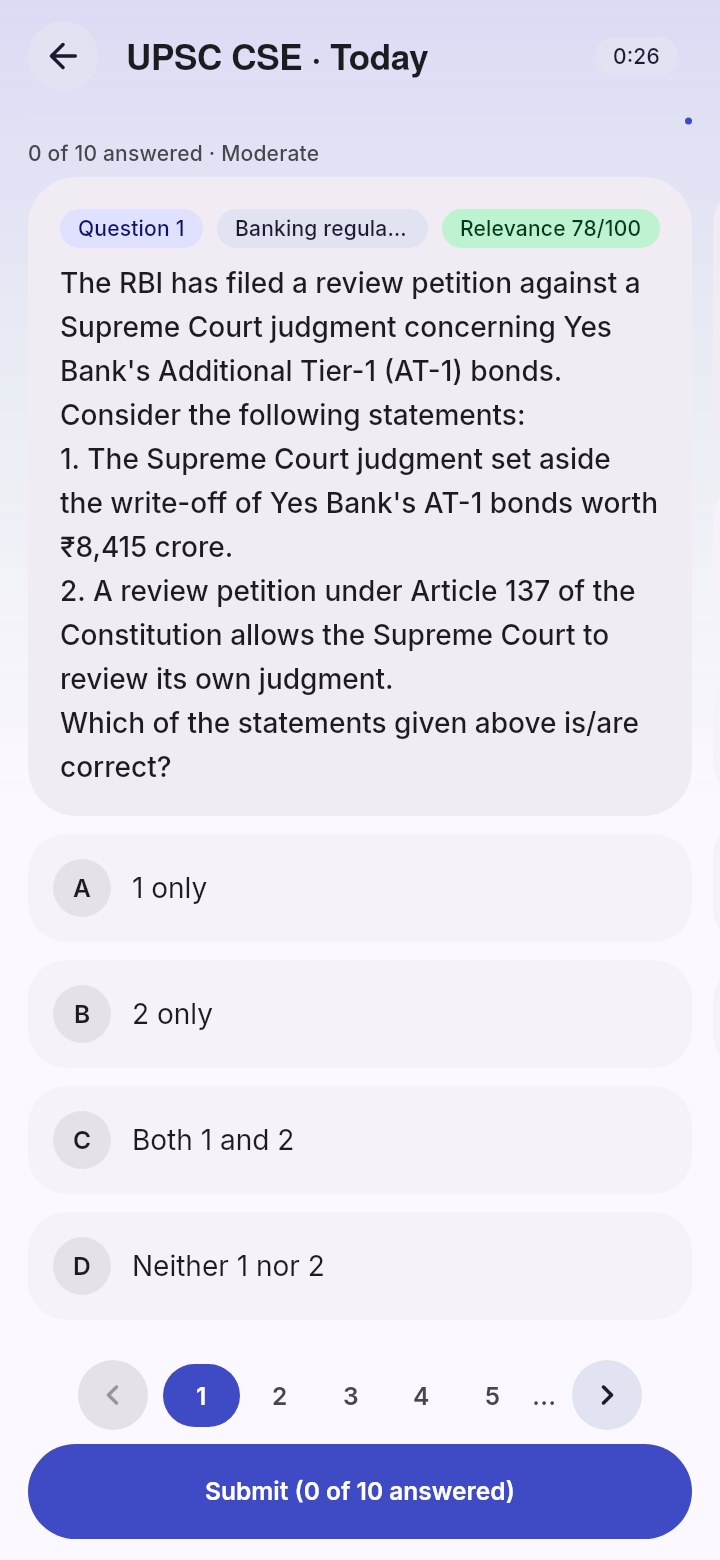 UPSC CSE · Today
0:26
0 of 10 answered · Moderate
Question 1
Banking regula...
Relevance 78/100
The RBI has filed a review petition against a
Supreme Court judgment concerning Yes
Bank's Additional Tier-1 (AT-1) bonds.
Consider the following statements:
1. The Supreme Court judgment set aside
the write-off of Yes Bank's AT-1 bonds worth
₹8,415 crore.
2. A review petition under Article 137 of the
Constitution allows the Supreme Court to
review its own judgment.
Which of the statements given above is/are
correct?
A 1 only
B 2 only
C Both 1 and 2
D Neither 1 nor 2
1 2 3 4 5 ...
Submit (0 of 10 answered)